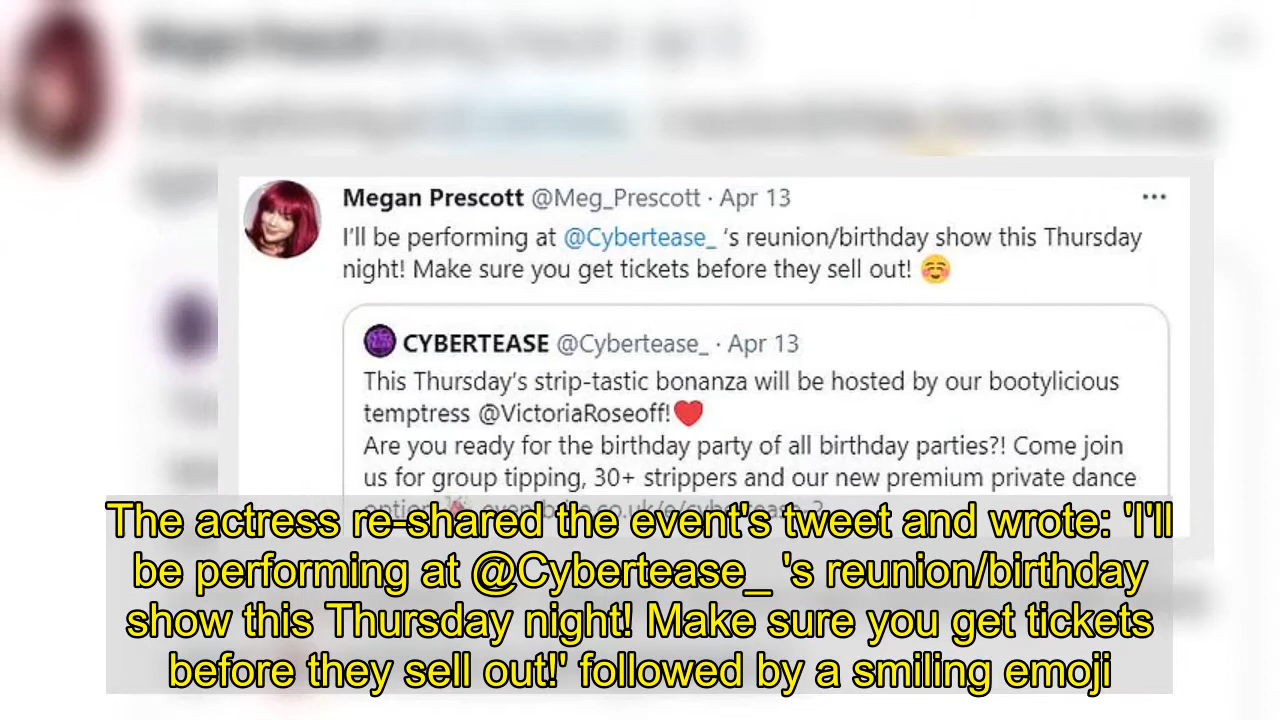 Megan Prescott @Meg_Prescott · Apr 13
I'll be performing at @Cybertease_ 's reunion/birthday show this Thursday
night! Make sure you get tickets before they sell out! ☺️
CYBERTEASE @Cybertease_ · Apr 13
This Thursday's strip-tastic bonanza will be hosted by our bootylicious
temptress @VictoriaRoseoff!❤️
Are you ready for the birthday party of all birthday parties?! Come join
us for group tipping, 30+ strippers and our new premium private dance
The actress re-shared the event's tweet and wrote: 'I'll
be performing at @Cybertease_ 's reunion/birthday
show this Thursday night! Make sure you get tickets
before they sell out!' followed by a smiling emoji